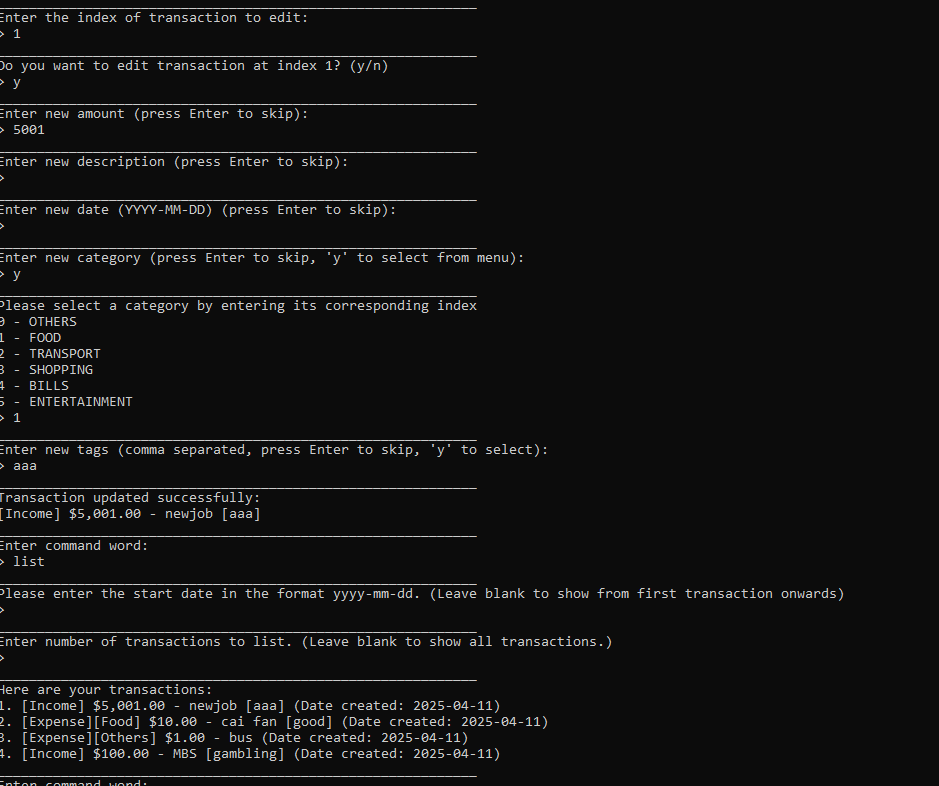 Enter the index of transaction to edit:
> 1
Do you want to edit transaction at index 1? (y/n)
> y
Enter new amount (press Enter to skip):
> 5001
Enter new description (press Enter to skip):
>
Enter new date (YYYY-MM-DD) (press Enter to skip):
>
Enter new category (press Enter to skip, 'y' to select from menu):
> y
Please select a category by entering its corresponding index
0 - OTHERS
1 - FOOD
2 - TRANSPORT
3 - SHOPPING
4 - BILLS
5 - ENTERTAINMENT
> 1
Enter new tags (comma separated, press Enter to skip, 'y' to select):
> aaa
Transaction updated successfully:
[Income] $5,001.00 - newjob [aaa]
Enter command word:
> list
Please enter the start date in the format yyyy-mm-dd. (Leave blank to show from first transaction onwards)
>
Enter number of transactions to list. (Leave blank to show all transactions.)
>
Here are your transactions:
1. [Income] $5,001.00 - newjob [aaa] (Date created: 2025-04-11)
2. [Expense][Food] $10.00 - cai fan [good] (Date created: 2025-04-11)
3. [Expense][Others] $1.00 - bus (Date created: 2025-04-11)
4. [Income] $100.00 - MBS [gambling] (Date created: 2025-04-11)
Enter command word: